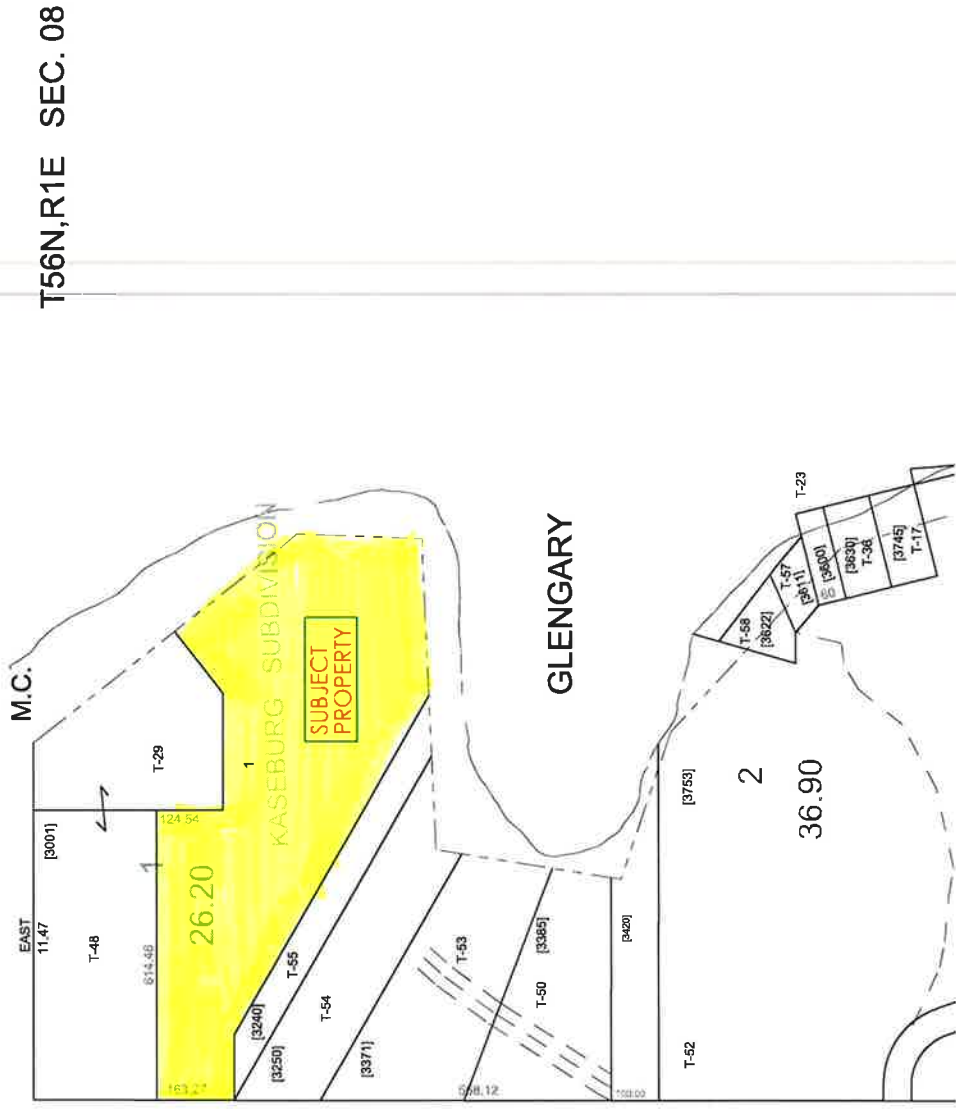 T56N,R1E SEC. 08
M.C.
EAST
11.47
[3001]
T-48
T-29
614.46
124.54
1
26.20
1
KASEBURG SUBDIVISION
SUBJECT
PROPERTY
163.27
[3240]
T-55
[3250]
T-54
[3371]
T-53
[3385]
T-50
[3420]
GLENGARY
T-23
T-57
[3611]
[3600]
60
T-58
[3622]
[3630]
T-36
[3745]
T-17
[3753]
2
36.90
T-52